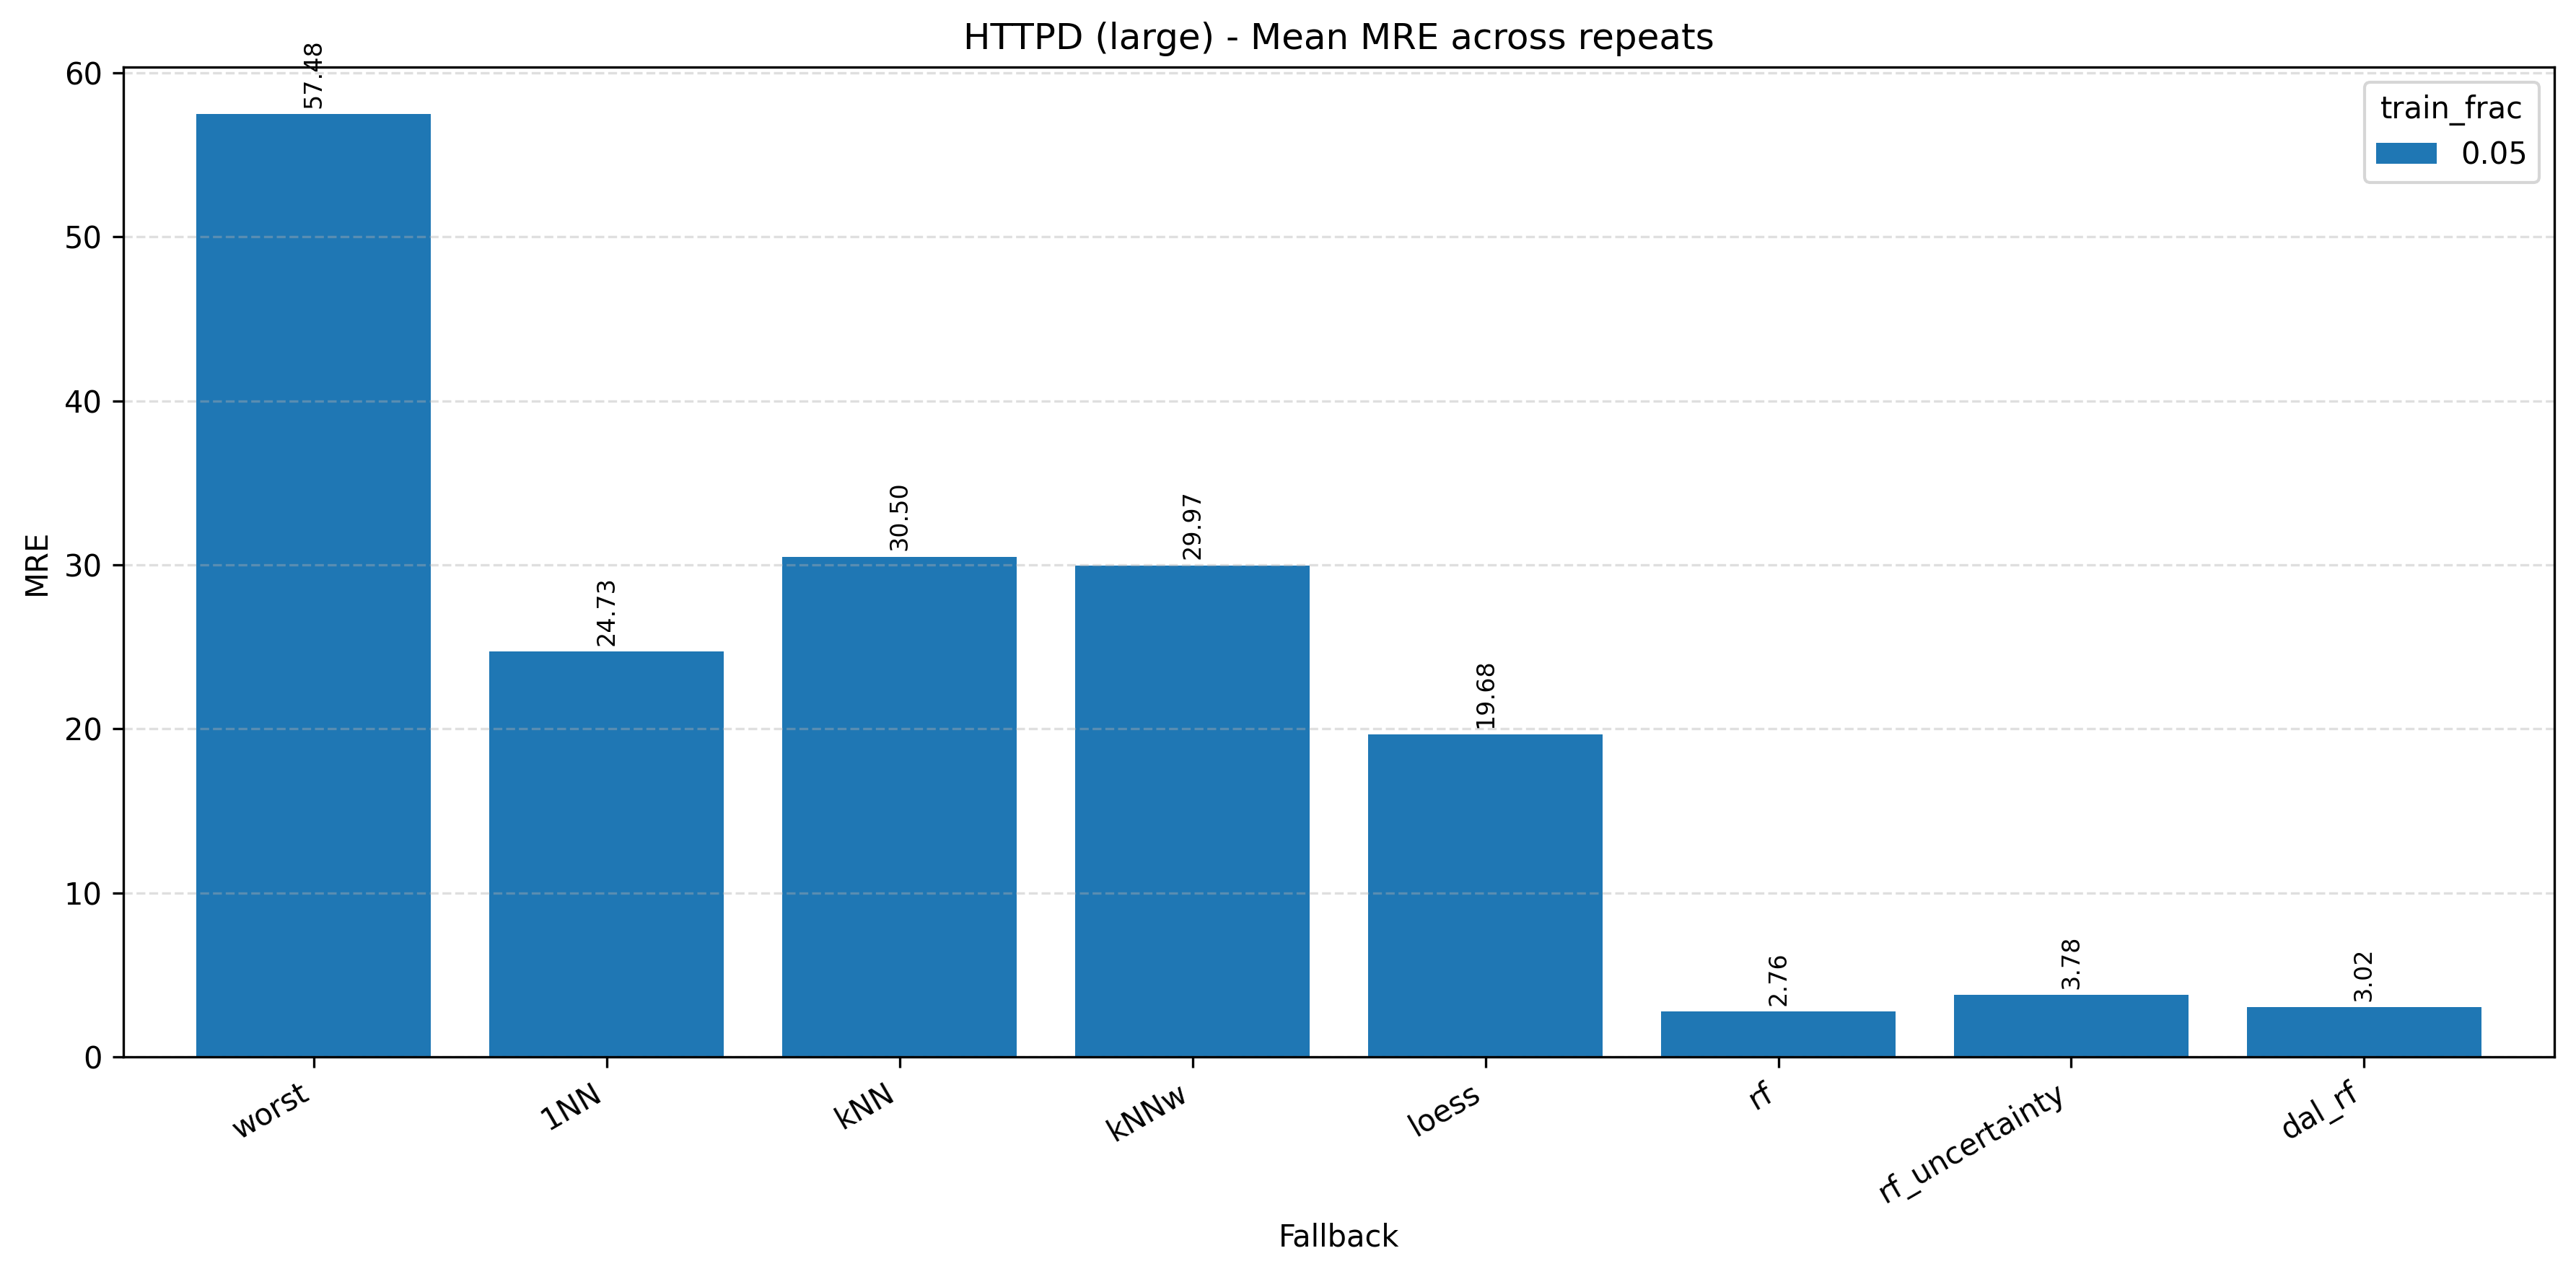 HTTPD (large) - Mean MRE across repeats
train_frac
0.05
MRE
60
50
40
30
20
10
0
57.48
24.73
30.50
29.97
19.68
2.76
3.78
3.02
worst
1NN
kNN
kNNw
loess
rf
rf_uncertainty
dal_rf
Fallback